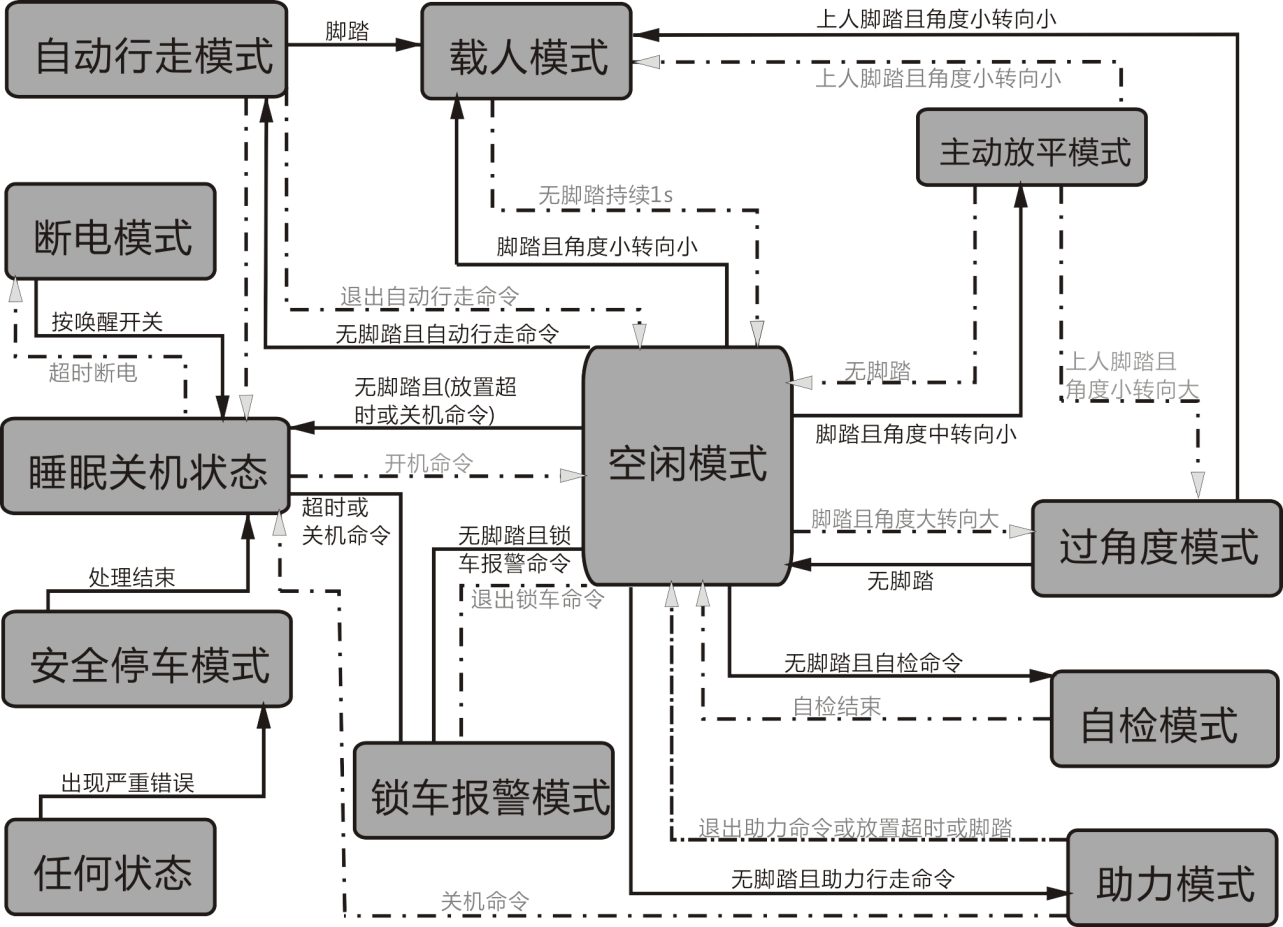 自动行走模式
脚踏
载人模式
上人脚踏且角度小转向小
上人脚踏且角度小转向小
主动放平模式
断电模式
无脚踏持续1s
脚踏且角度小转向小
退出自动行走命令
按唤醒开关
无脚踏且自动行走命令
超时断电
无脚踏
上人脚踏且
角度小转向大
无脚踏且(放置超
时或关机命令)
脚踏且角度中转向小
睡眠关机状态
开机命令
空闲模式
超时或
关机命令
脚踏且角度大转向大
过角度模式
无脚踏且锁
车报警命令
无脚踏
处理结束
退出锁车命令
安全停车模式
无脚踏且自检命令
自检结束
自检模式
出现严重错误
锁车报警模式
退出助力命令或放置超时或脚踏
任何状态
无脚踏且助力行走命令
助力模式
关机命令